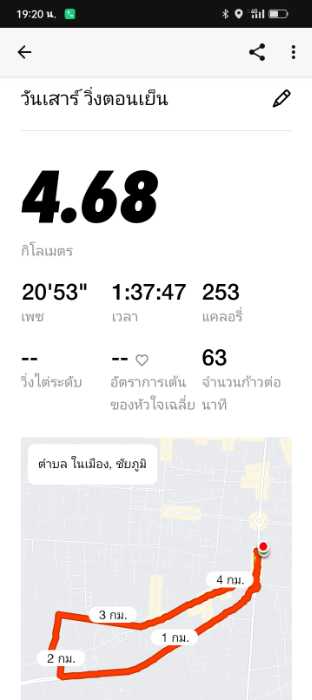 19:20 น.
วันเสาร์ วิ่งตอนเย็น
4.68
กิโลเมตร
20'53" 1:37:47 253
เพซ เวลา แคลอรี่
-- -- 63
วิ่งไต่ระดับ อัตราการเต้น จำนวนก้าวต่อ
ของหัวใจเฉลี่ย นาที
ตำบล ในเมือง, ชัยภูมิ
4 กม.
3 กม.
1 กม.
2 กม.